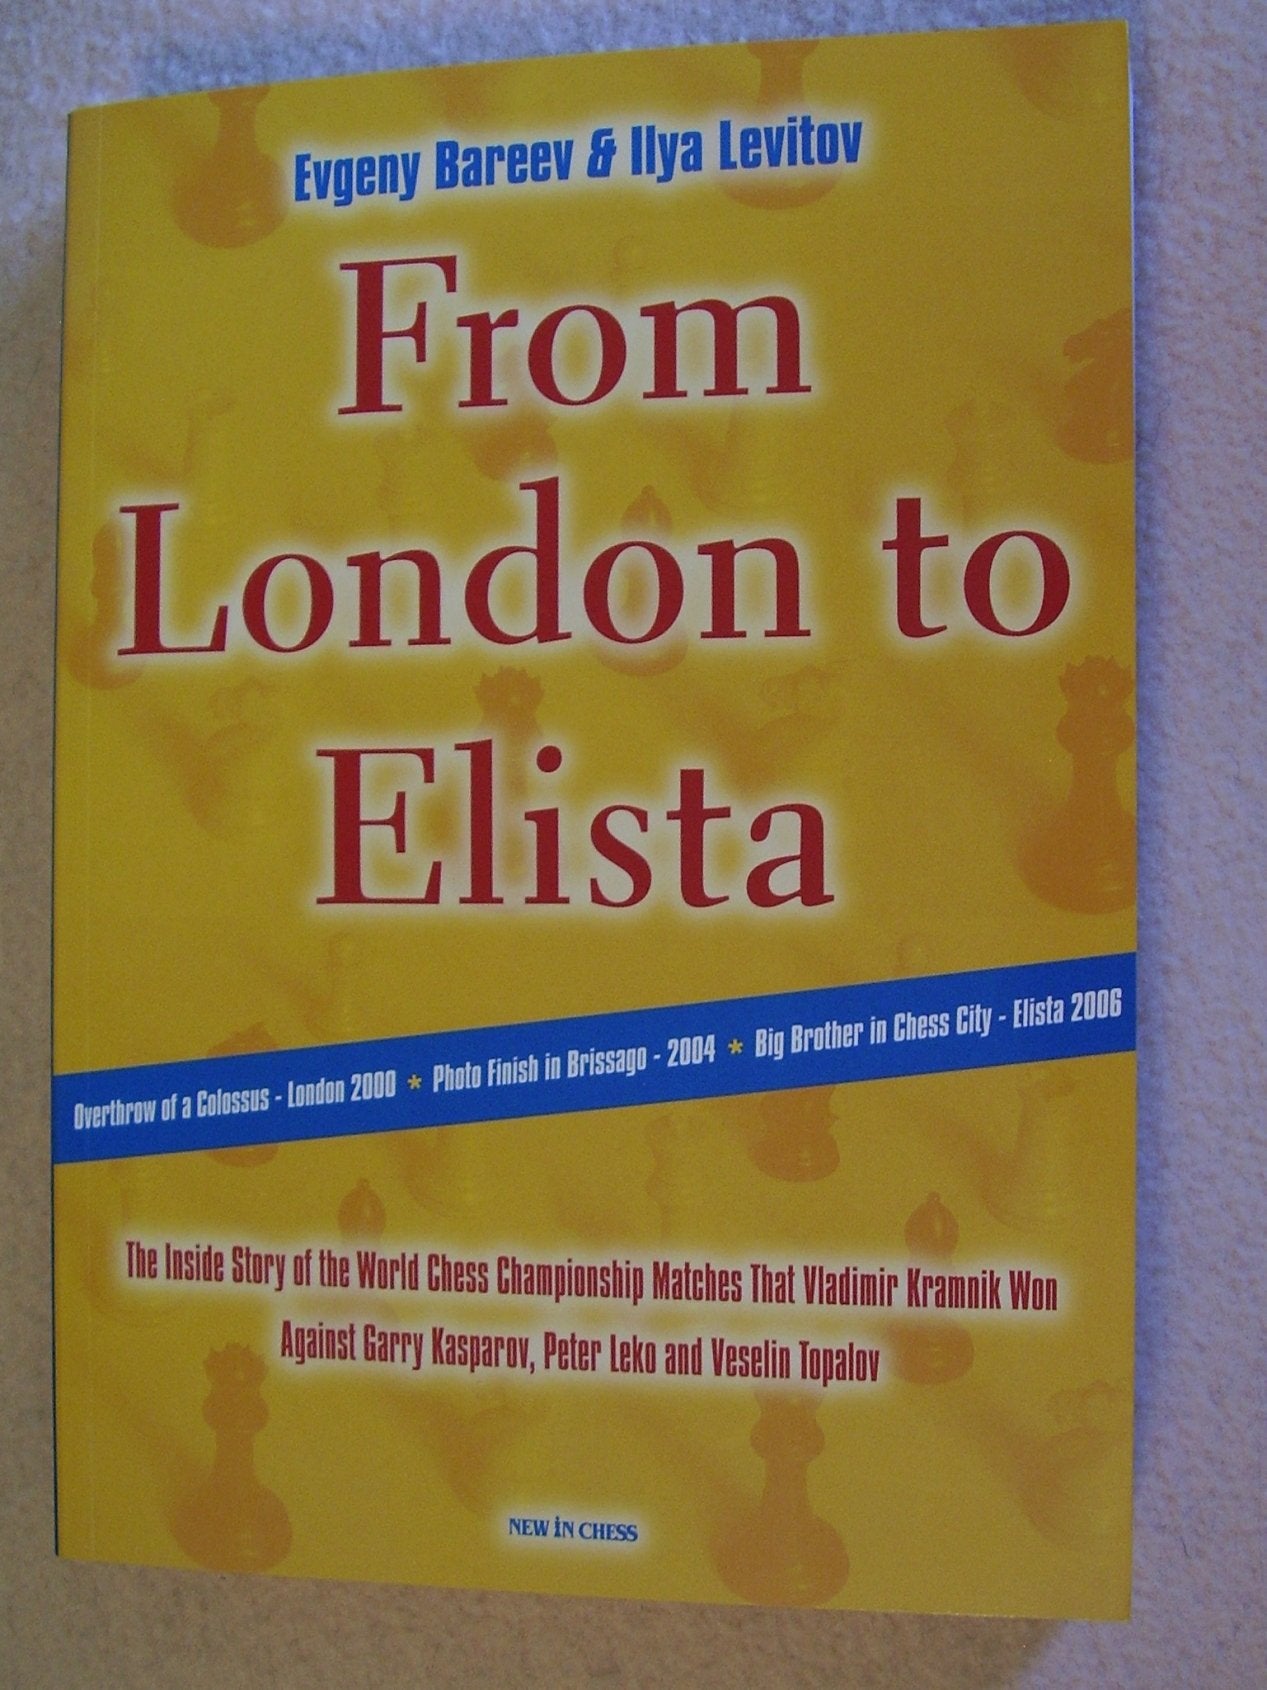 Evgeny Bareev & Ilya Levitov
From
London to
Elista
Overthrow of a Colossus - London 2000 * Photo Finish in Brissago - 2004 * Big Brother in Chess City - Elista 2006
The Inside Story of the World Chess Championship Matches That Vladimir Kramnik Won
Against Garry Kasparov, Peter Leko and Veselin Topalov
NEW IN CHESS